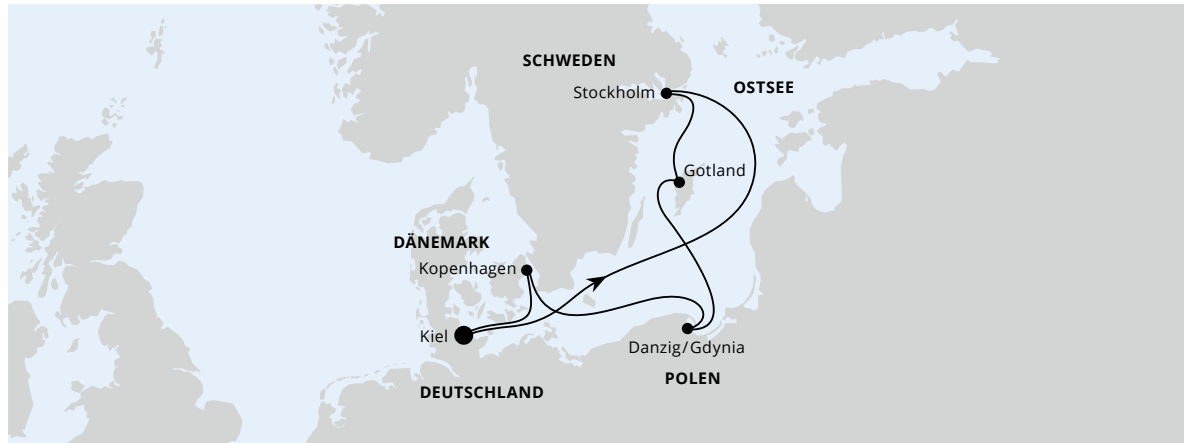 SCHWEDEN
OSTSEE
Stockholm
Gotland
DÄNEMARK
Kopenhagen
Kiel
Danzig/Gdynia
POLEN
DEUTSCHLAND